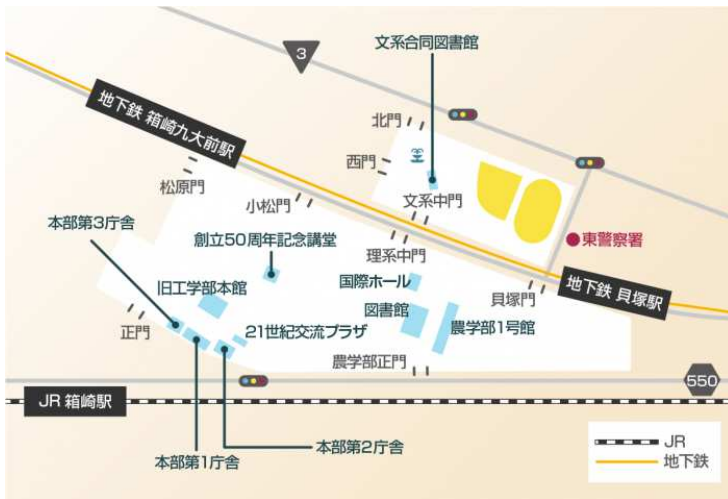 文系合同図書館
3
地下鉄 箱崎九大前駅
北門
西門
松原門
文系中門
小松門
本部第3庁舎
創立50周年記念講堂
理系中門
東警察署
国際ホール
地下鉄 貝塚駅
貝塚門
旧工学部本館
図書館
正門
21世紀交流プラザ
農学部1号館
農学部正門
550
JR 箱崎駅
本部第2庁舎
本部第1庁舎
JR
地下鉄